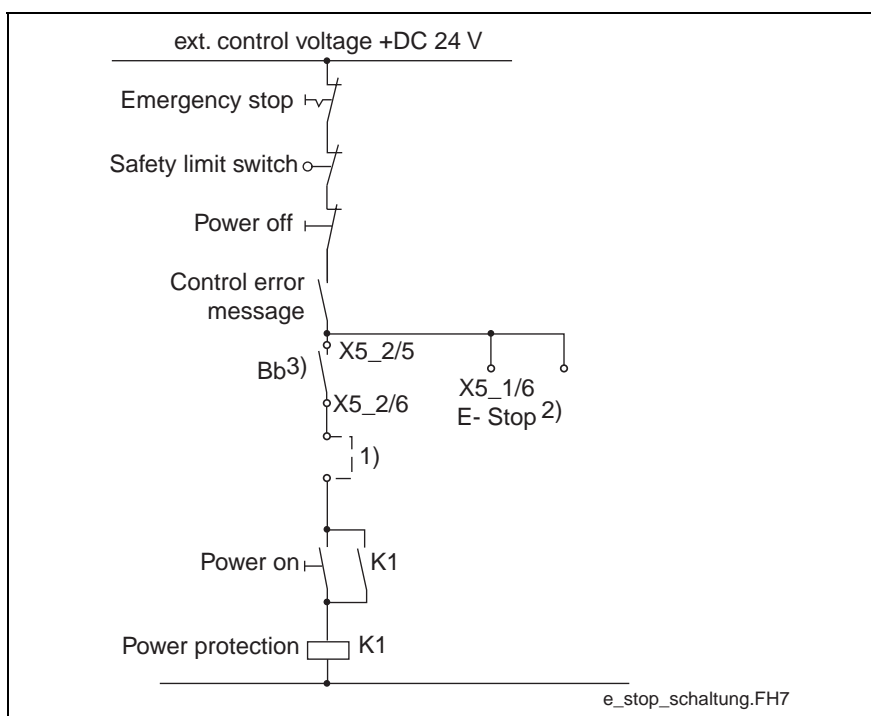 ext. control voltage +DC 24 V
Emergency stop
Safety limit switch
Power off
Control error
message
X5_2/5
Bb3)
X5_2/6
X5_1/6
E- Stop 2)
1)
Power on
K1
Power protection
K1
e_stop_schaltung.FH7